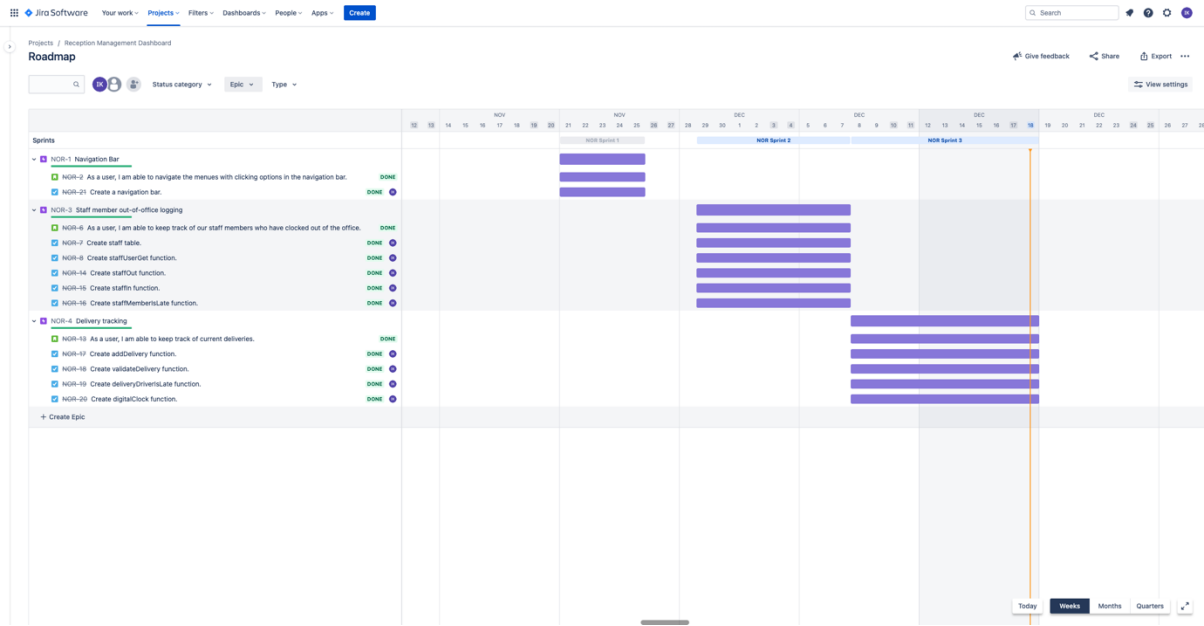 Jira Software Your work Projects Filters Dashboards People Apps Create Search 1K
Projects / Reception Management Dashboard
Roadmap
Give feedback Share Export
1K Status category Epic Type View settings
NOV NOV DEC DEC DEC DEC
12 13 14 15 16 17 18 19 20 21 22 23 24 25 26 27 28 29 30 1 2 3 4 5 6 7 8 9 10 11 12 13 14 15 16 17 18 19 20 21 22 23 24 25 26 27 28
Sprints NOR Sprint 1 NOR Sprint 2 NOR Sprint 3
NOR-1 Navigation Bar
NOR-2 As a user, I am able to navigate the menues with clicking options in the navigation bar. DONE
NOR-21 Create a navigation bar. DONE
NOR-3 Staff member out-of-office logging
NOR-6 As a user, I am able to keep track of our staff members who have clocked out of the office. DONE
NOR-7 Create staff table. DONE
NOR-8 Create staffUserGet function. DONE
NOR-14 Create staffOut function. DONE
NOR-15 Create staffIn function. DONE
NOR-16 Create staffMemberIsLate function. DONE
NOR-4 Delivery tracking
NOR-13 As a user, I am able to keep track of current deliveries. DONE
NOR-17 Create addDelivery function. DONE
NOR-18 Create validateDelivery function. DONE
NOR-19 Create deliveryDriverIsLate function. DONE
NOR-20 Create digitalClock function. DONE
+ Create Epic
Today Weeks Months Quarters